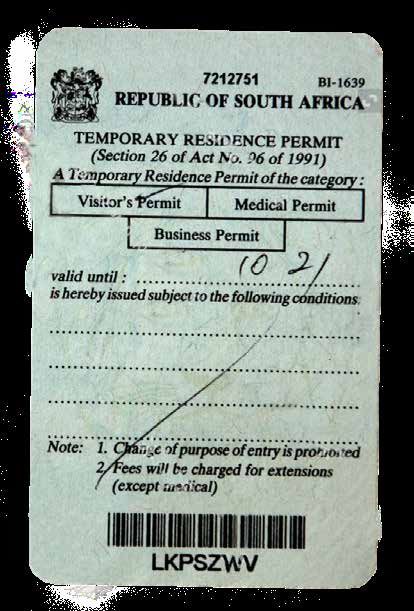 7212751
BI-1639
REPUBLIC OF SOUTH AFRICA
TEMPORARY RESIDENCE PERMIT
(Section 26 of Act No. 96 of 1991)
A Temporary Residence Permit of the category :
Visitor's Permit
Medical Permit
Business Permit
10 21
valid until :
is hereby issued subject to the following conditions.
Note: 1. Change of purpose of entry is prohibited
2. Fees will be charged for extensions
(except medical)
LKPSZWV